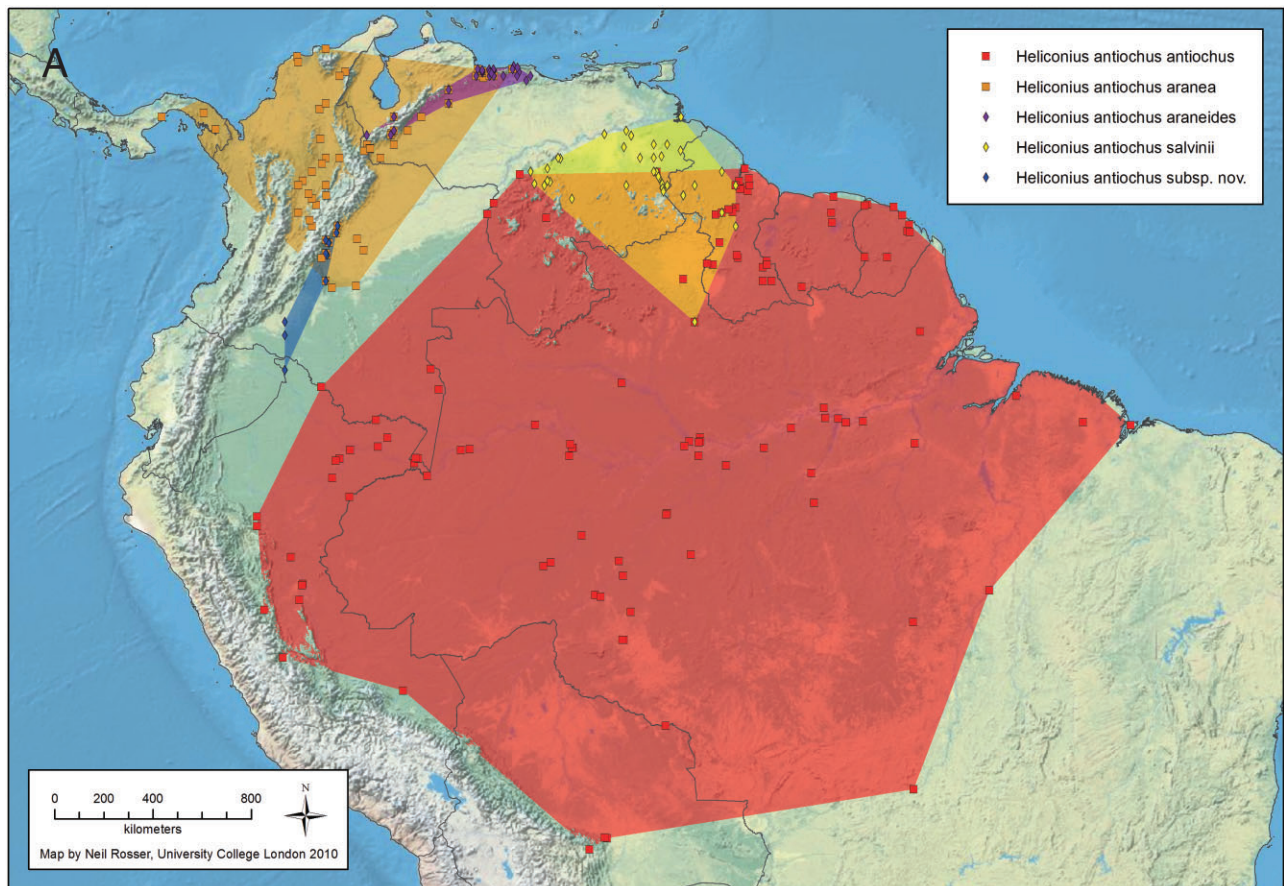 A
Heliconius antiochus antiochus
Heliconius antiochus aranea
Heliconius antiochus araneides
Heliconius antiochus salvinii
Heliconius antiochus subsp. nov.
0 200 400 800
kilometers
N
Map by Neil Rosser, University College London 2010